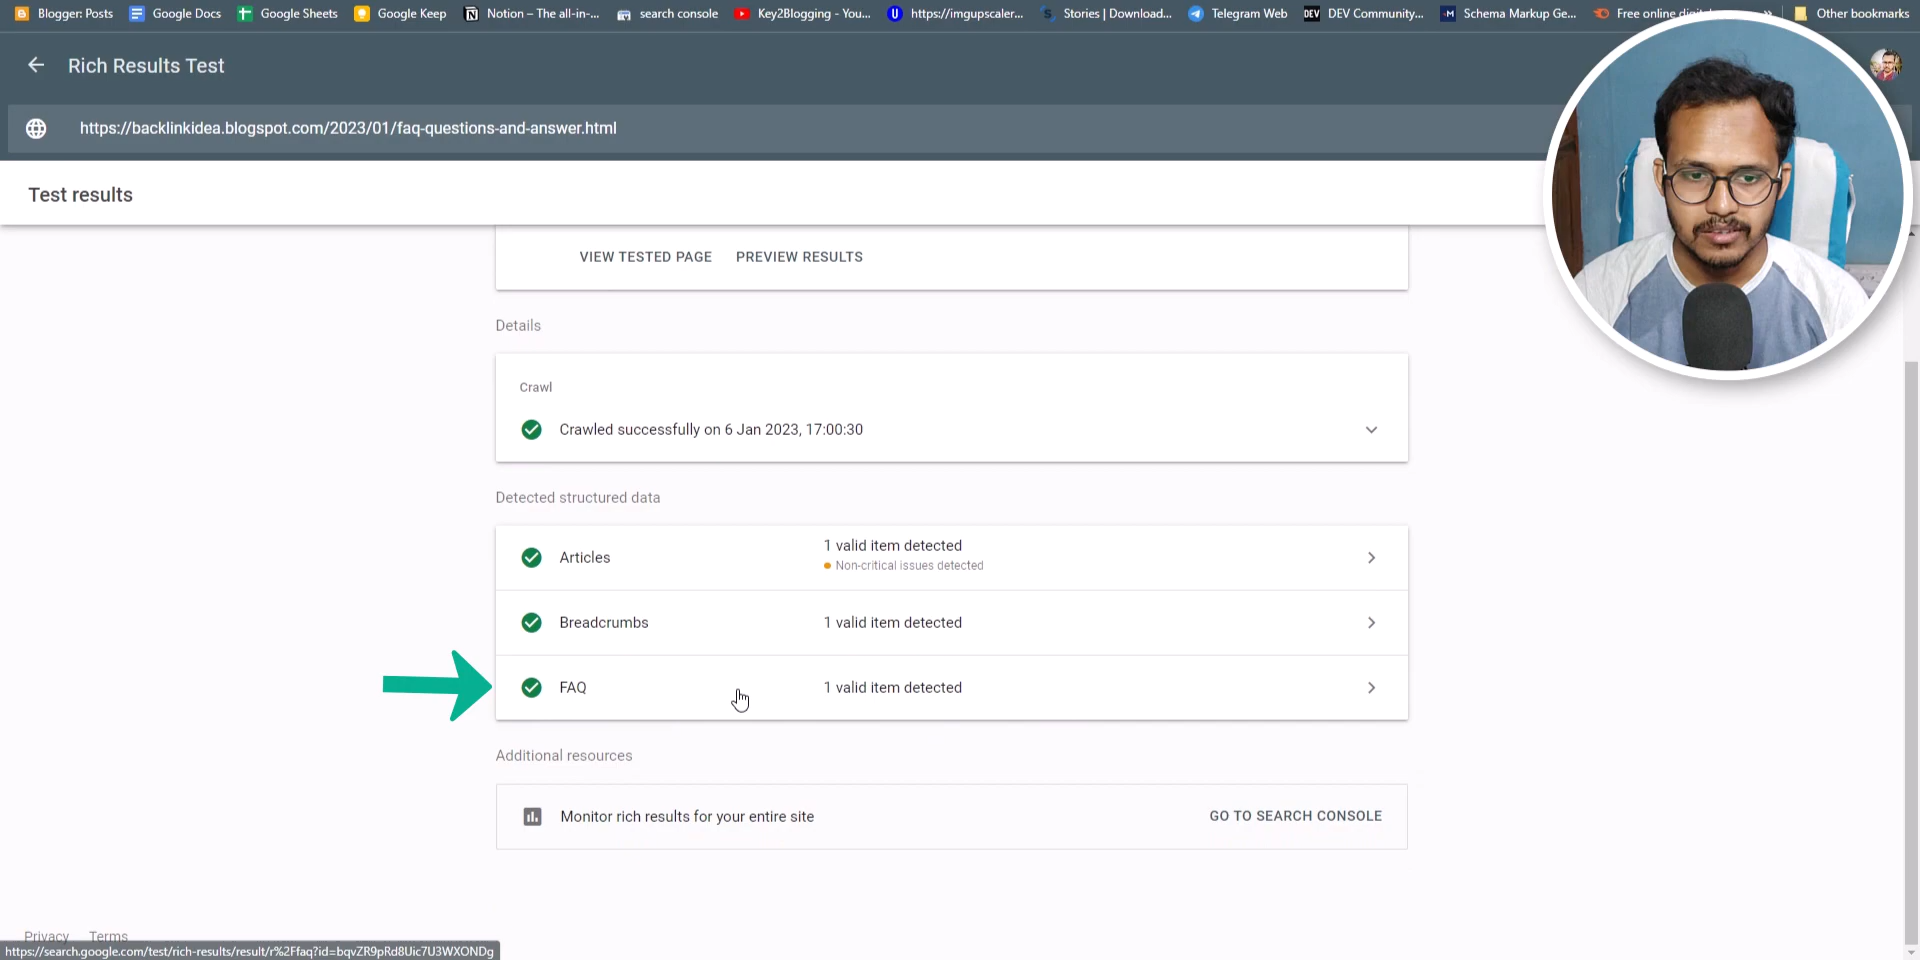 Blogger: Posts
Google Docs
Google Sheets
Google Keep
Notion – The all-in-...
search console
Key2Blogging - You...
https://imgupscaler...
Stories | Download...
Telegram Web
DEV Community...
Schema Markup Ge...
Free online
Other bookmarks
Rich Results Test
https://backlinkidea.blogspot.com/2023/01/faq-questions-and-answer.html
Test results
VIEW TESTED PAGE
PREVIEW RESULTS
Details
Crawl
Crawled successfully on 6 Jan 2023, 17:00:30
Detected structured data
Articles
1 valid item detected
Non-critical issues detected
Breadcrumbs
1 valid item detected
FAQ
1 valid item detected
Additional resources
Monitor rich results for your entire site
GO TO SEARCH CONSOLE
Privacy
Terms
https://search.google.com/test/rich-results/result/r%2Ffaq?id=bqvZR9pRd8Uic7U3WXONDg